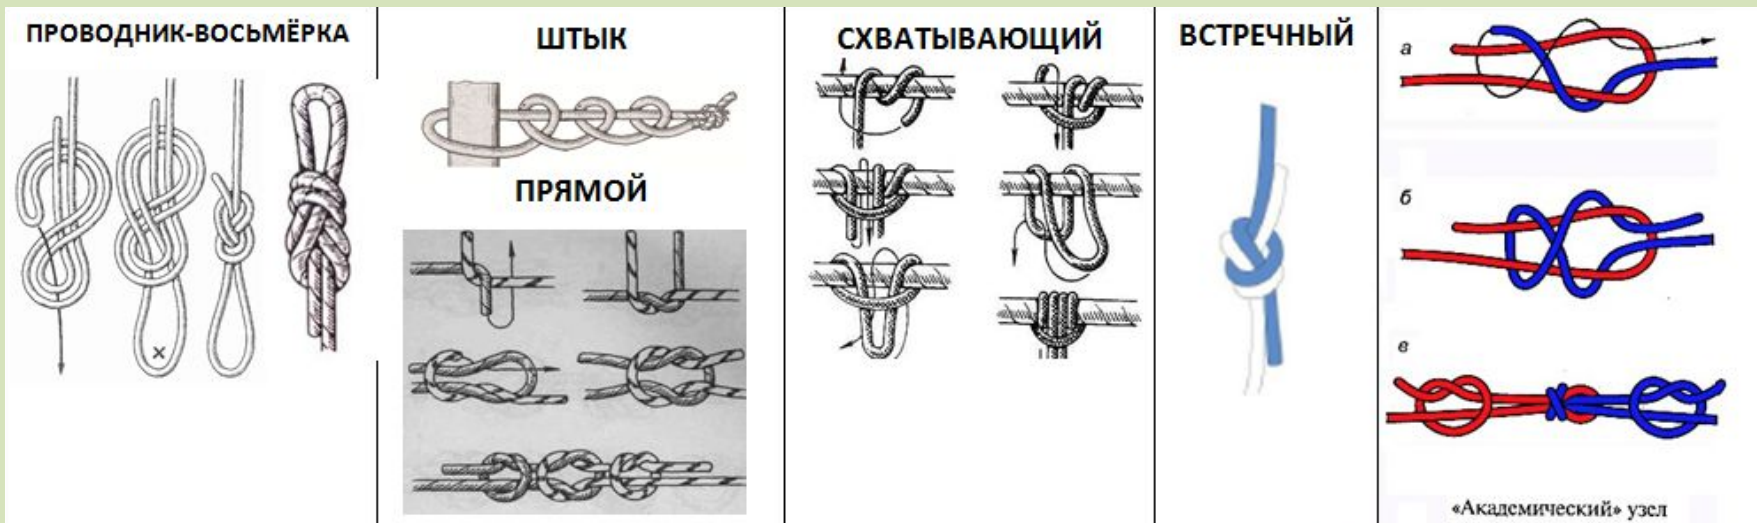 ПРОВОДНИК-ВОСЬМЁРКА
х
ШТЫК
ПРЯМОЙ
СХВАТЫВАЮЩИЙ
ВСТРЕЧНЫЙ
а
б
в
«Академический» узел